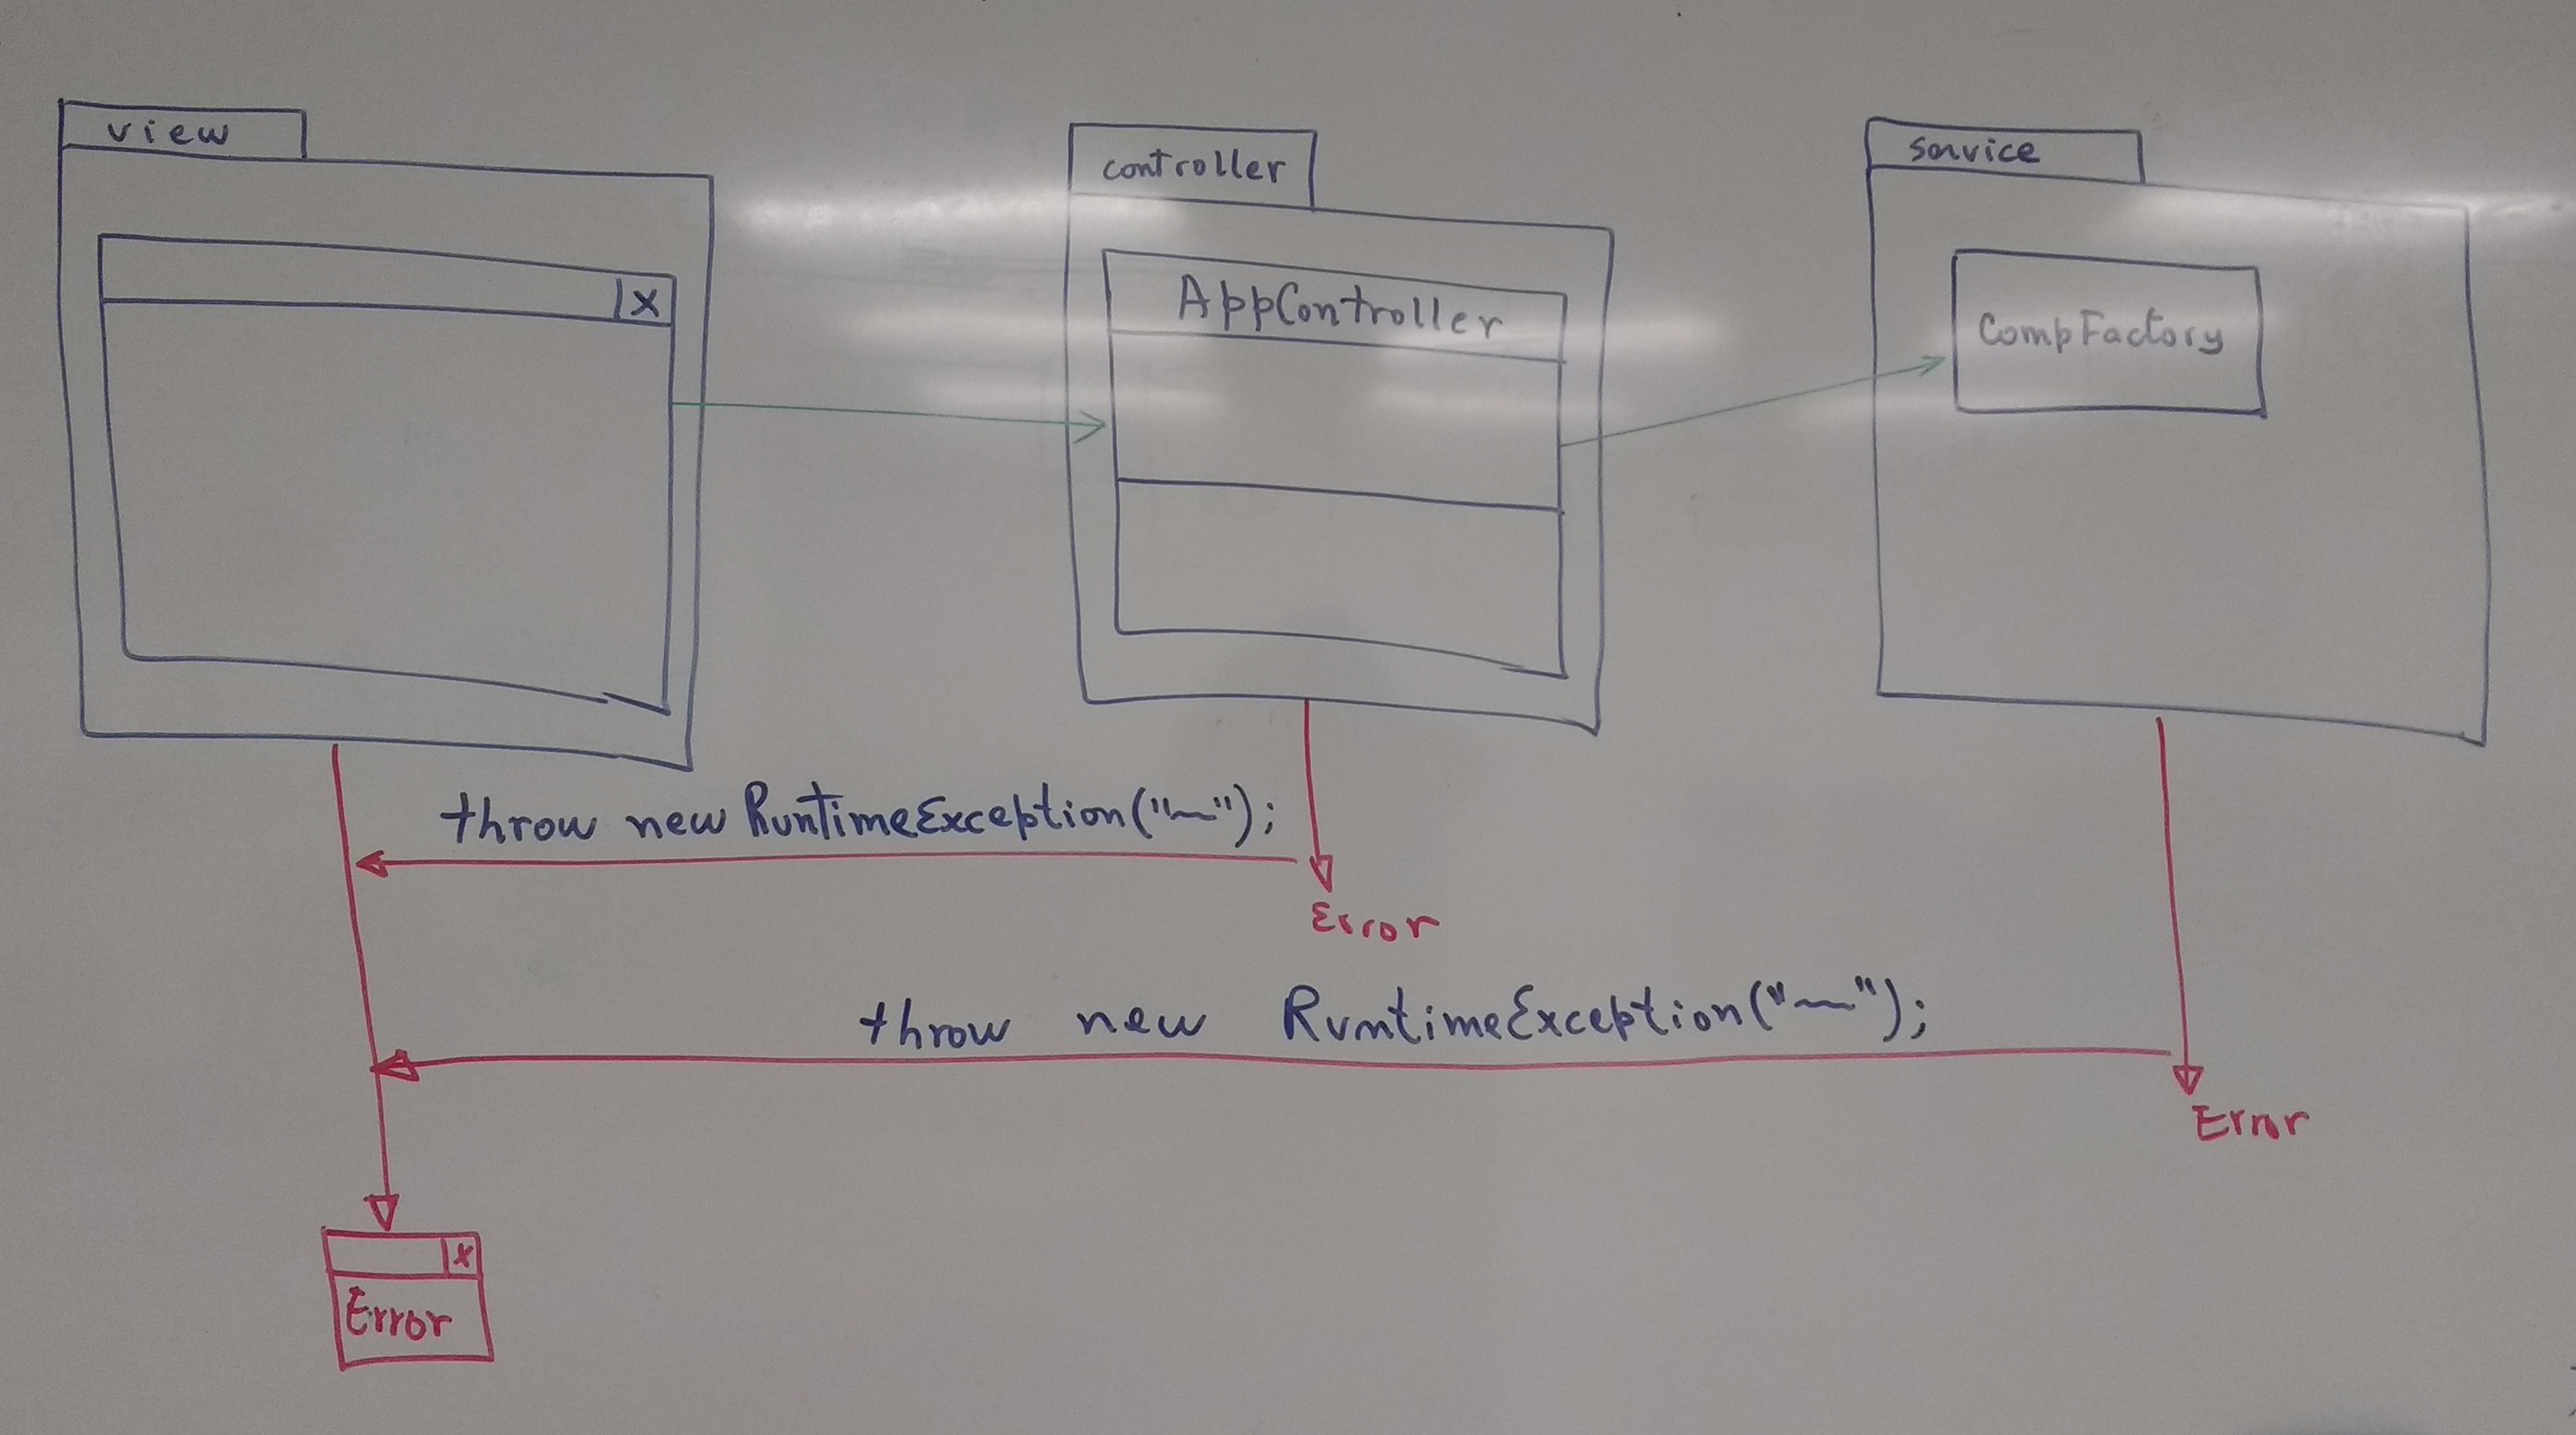 view
controller
service
x
AppController
CompFactory
throw new RuntimeException("~");
Error
throw new RuntimeException("~");
Error
x
Error